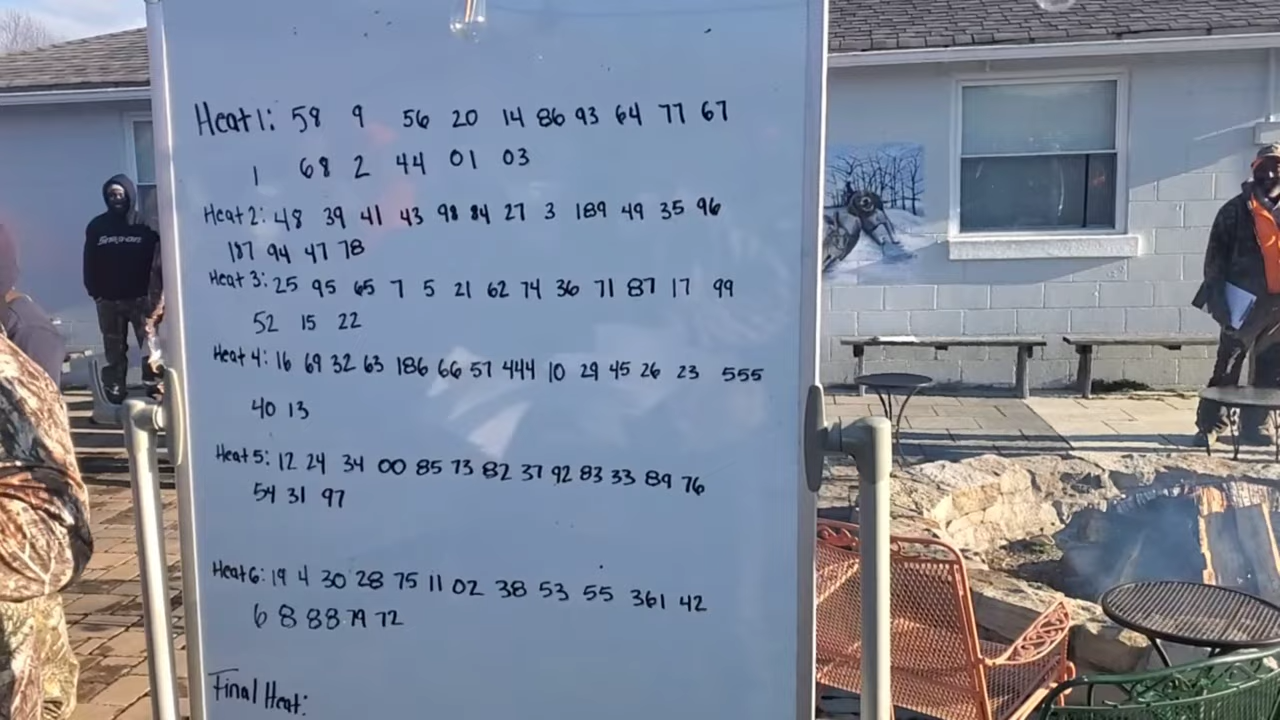 Heat 1: 58 9 56 20 14 86 93 64 77 67
1 68 2 44 01 03
Heat 2: 48 39 41 43 98 84 27 3 189 49 35 96
187 94 47 78
Heat 3: 25 95 65 7 5 21 62 74 36 71 87 17 99
52 15 22
Heat 4: 16 69 32 63 186 66 57 444 10 29 45 26 23 555
40 13
Heat 5: 12 24 34 00 85 73 82 37 92 83 33 89 76
54 31 97
Heat 6: 19 4 30 28 75 11 02 38 53 55 361 42
6 8 88 79 72
Final Heat:
Snap-on